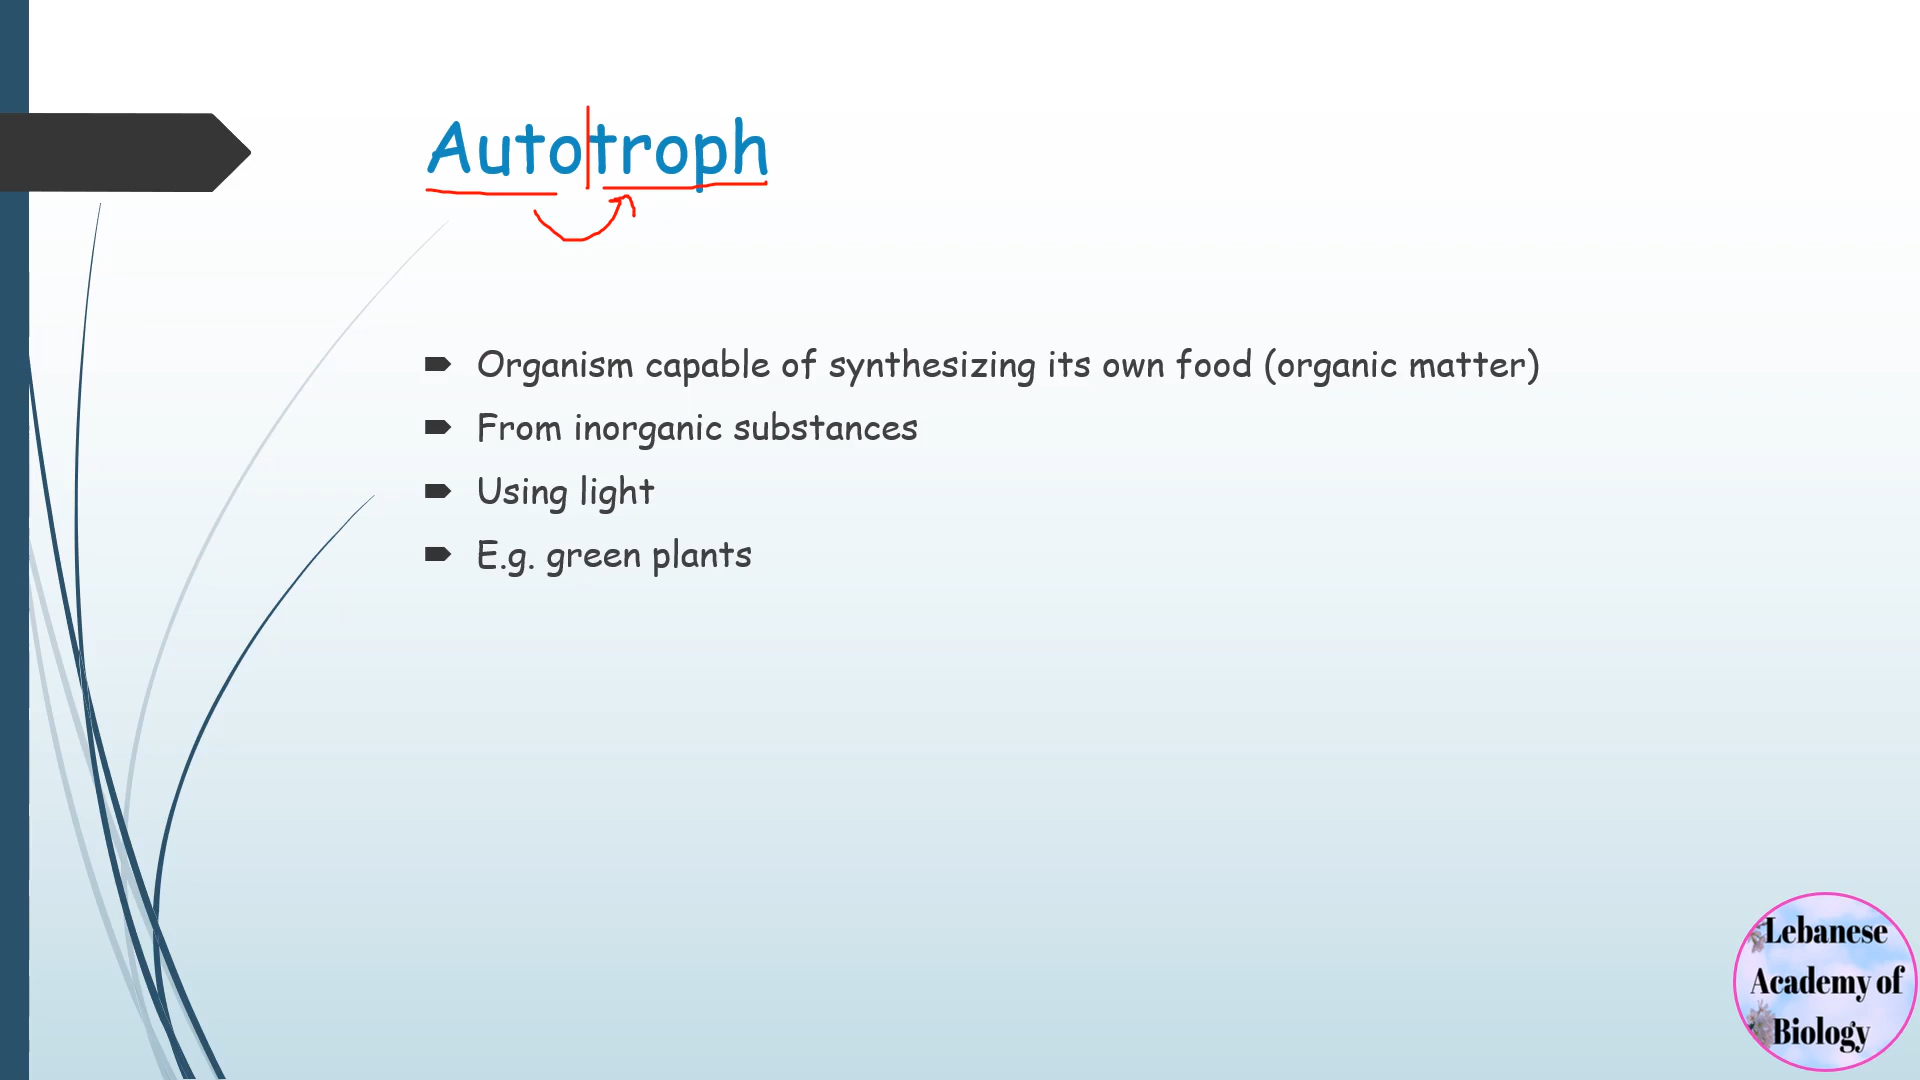 Autotroph
Organism capable of synthesizing its own food (organic matter)
From inorganic substances
Using light
E.g. green plants
Lebanese
Academy of
Biology